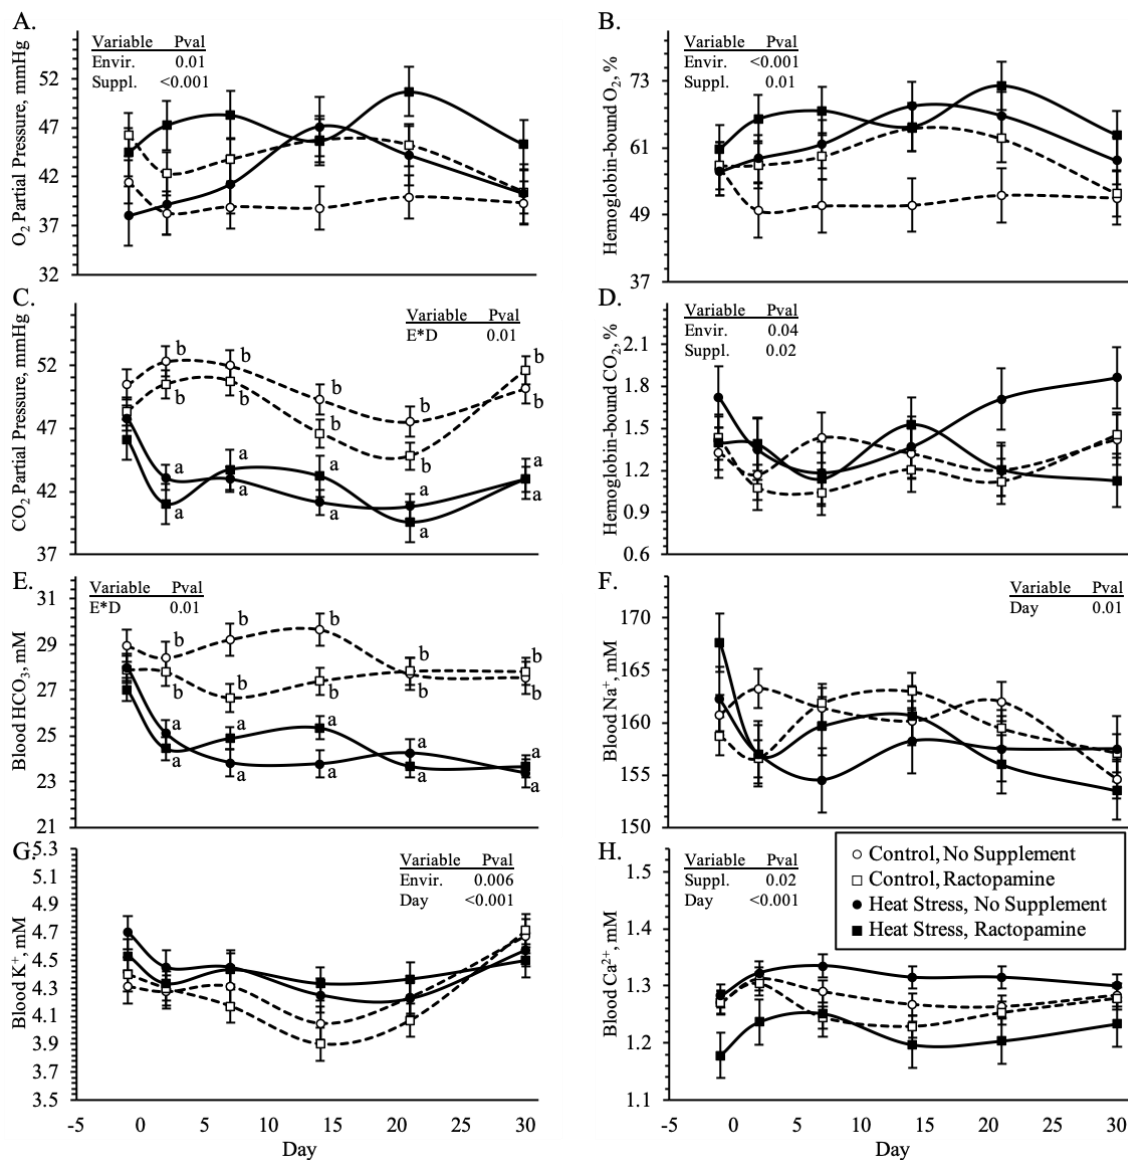 A.
O2 Partial Pressure, mmHg
52
47
42
37
32
Variable Pval
Envir. 0.01
Suppl. <0.001
B.
Hemoglobin-bound O2, %
73
61
49
37
Variable Pval
Envir. <0.001
Suppl. 0.01
C.
CO2 Partial Pressure, mmHg
52
47
42
37
Variable Pval
E*D 0.01
b b b b b
b b b b
a a a a a
a a a a
D.
Hemoglobin-bound CO2, %
2.1
1.8
1.5
1.2
0.9
0.6
Variable Pval
Envir. 0.04
Suppl. 0.02
E.
Blood HCO3, mM
31
29
27
25
23
21
Variable Pval
E*D 0.01
b b b b b
b b b b b
a a a a a
a a a a a
F.
Blood Na+, mM
170
165
160
155
150
Variable Pval
Day 0.01
G.
Blood K+, mM
5.3
5.1
4.9
4.7
4.5
4.3
4.1
3.9
3.7
3.5
Variable Pval
Envir. 0.006
Day <0.001
-5 0 5 10 15 20 25 30
Day
H.
Blood Ca2+, mM
1.5
1.4
1.3
1.2
1.1
Variable Pval
Suppl. 0.02
Day <0.001
Control, No Supplement
Control, Ractopamine
Heat Stress, No Supplement
Heat Stress, Ractopamine
-5 0 5 10 15 20 25 30
Day